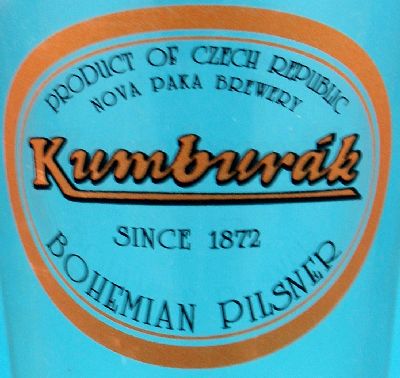 PRODUCT OF CZECH REPUBLIC
NOVA PAKA BREWERY
Kumburák
SINCE 1872
BOHEMIAN PILSNER